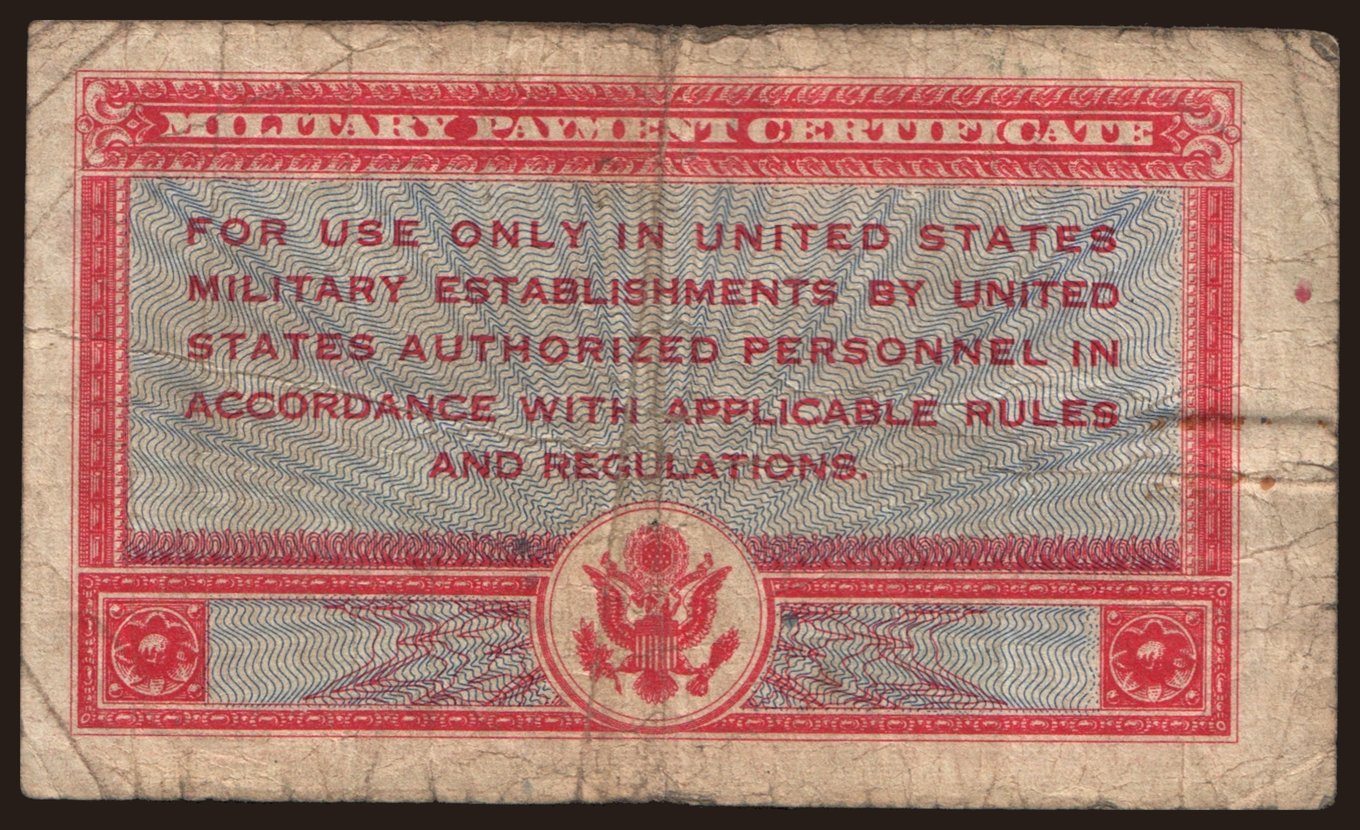 MILITARY PAYMENT CERTIFICATE
FOR USE ONLY IN UNITED STATES
MILITARY ESTABLISHMENTS BY UNITED
STATES AUTHORIZED PERSONNEL IN
ACCORDANCE WITH APPLICABLE RULES
AND REGULATIONS.